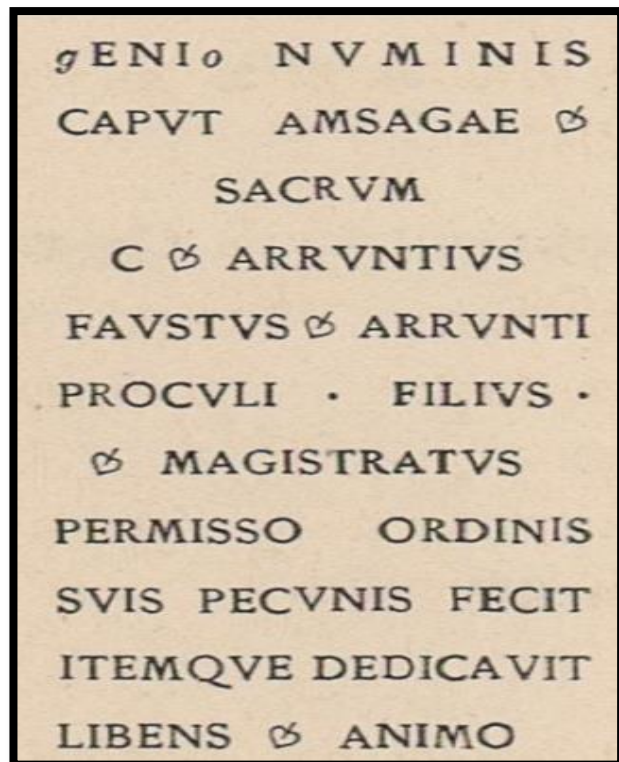 gENIo NVMINIS
CAPVT AMSAGAE ❧
SACRVM
C ❧ ARRVNTIVS
FAVSTVS ❧ ARRVNTI
PROCVLI · FILIVS ·
❧ MAGISTRATVS
PERMISSO ORDINIS
SVIS PECVNIS FECIT
ITEMQVE DEDICAVIT
LIBENS ❧ ANIMO